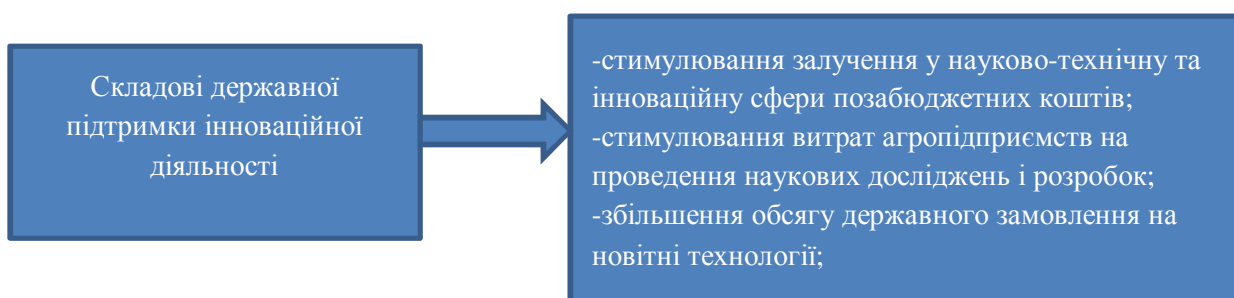 Складові державної
підтримки інноваційної
діяльності
-стимулювання залучення у науково-технічну та
інноваційну сфери позабюджетних коштів;
-стимулювання витрат агропідприємств на
проведення наукових досліджень і розробок;
-збільшення обсягу державного замовлення на
новітні технології;